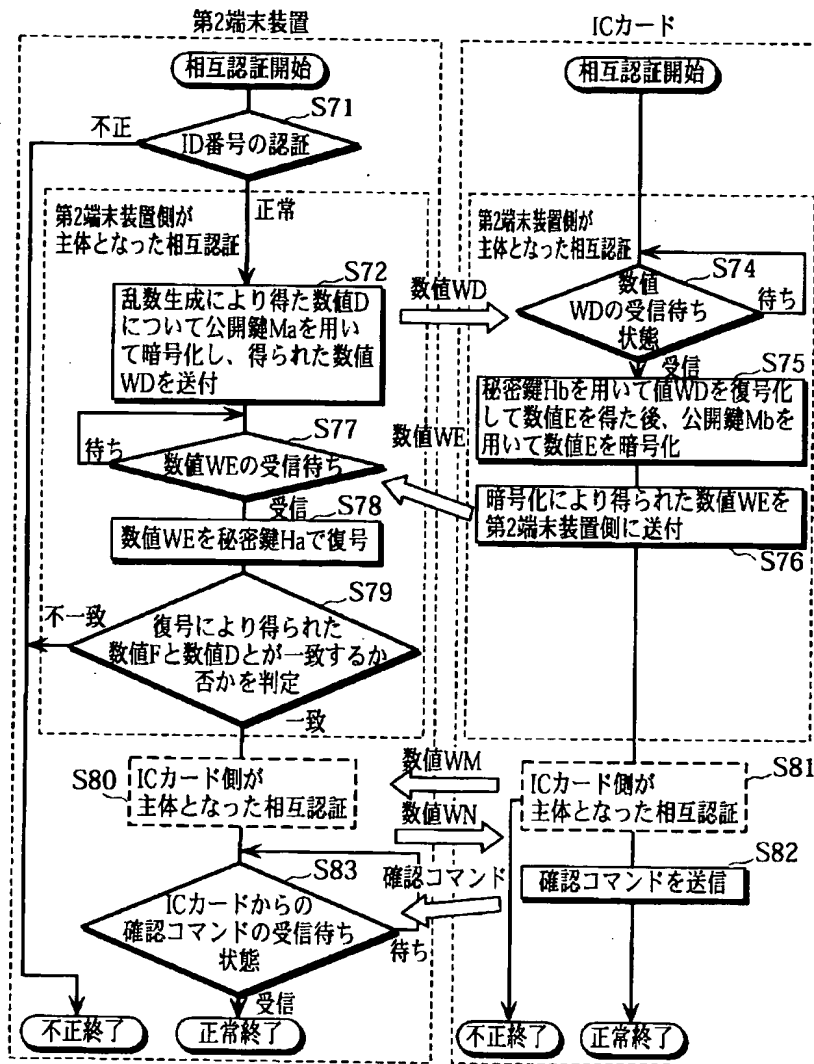 第2端末装置
相互認証開始
S71
不正
ID番号の認証
正常
第2端末装置側が
主体となった相互認証
S72
乱数生成により得た数値D
について公開鍵Maを用い
て暗号化し、得られた数値
WDを送付
S77
待ち
数値WEの受信待ち
受信
S78
数値WEを秘密鍵Haで復号
S79
不一致
復号により得られた
数値Fと数値Dとが一致するか
否かを判定
一致
S80
ICカード側が
主体となった相互認証
S83
ICカードからの
確認コマンドの受信待ち
状態
待ち
受信
不正終了
正常終了
数値WD
数値WE
数値WM
数値WN
確認コマンド
ICカード
相互認証開始
第2端末装置側が
主体となった相互認証
S74
数値
WDの受信待ち
状態
待ち
受信
S75
秘密鍵Hbを用いて値WDを復号化
して数値Eを得た後、公開鍵Mbを
用いて数値Eを暗号化
暗号化により得られた数値WEを
第2端末装置側に送付
S76
S81
ICカード側が
主体となった相互認証
S82
確認コマンドを送信
不正終了
正常終了